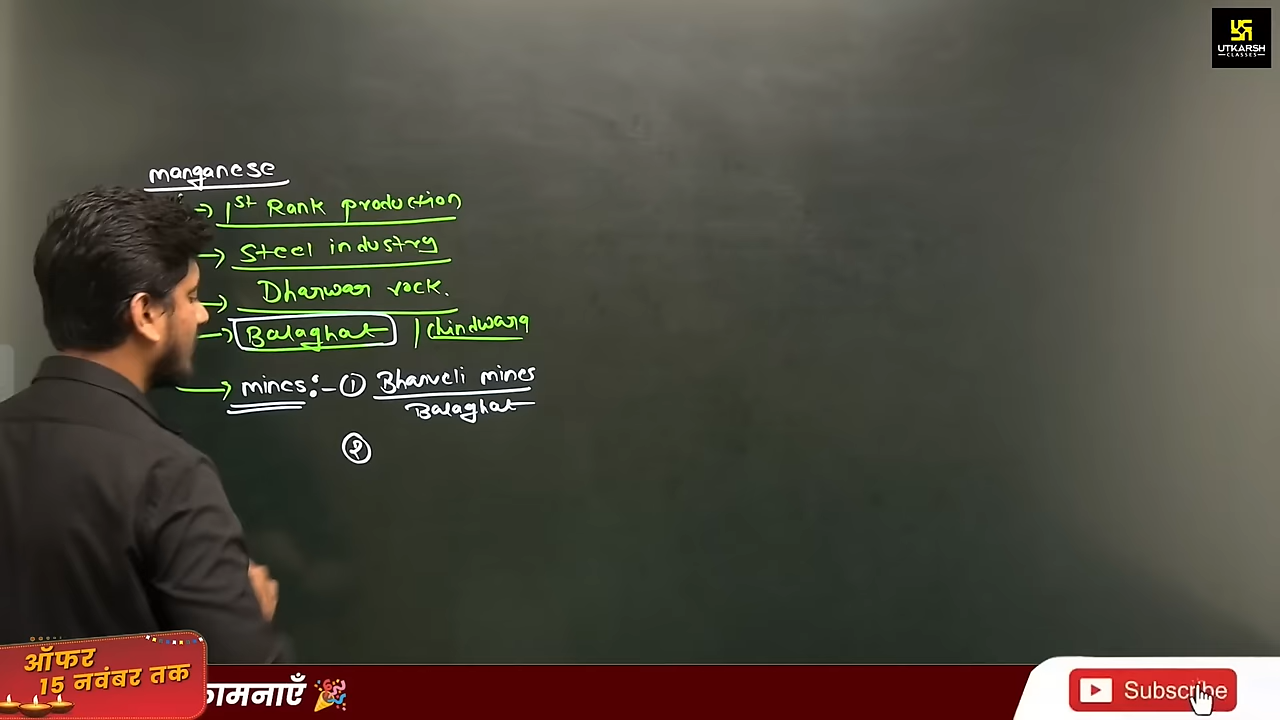 UTKARSH
CLASSES
manganese
→ 1st Rank production
→ Steel industry
→ Dharwar rock.
→ Balaghat | Chindwara
→ mines:- ① Bharveli mines
Balaghat
②
ऑफर
15 नवंबर तक
कामनाएँ
Subscribe